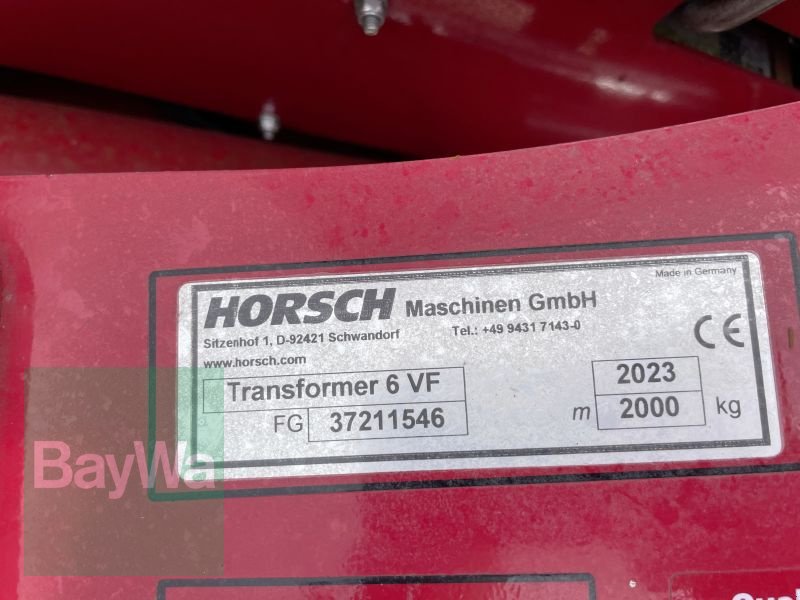 HORSCH Maschinen GmbH
Made in Germany
Sitzenhof 1, D-92421 Schwandorf Tel.: +49 9431 7143-0
www.horsch.com
CE
Transformer 6 VF 2023
FG 37211546 m 2000 kg
BayWa